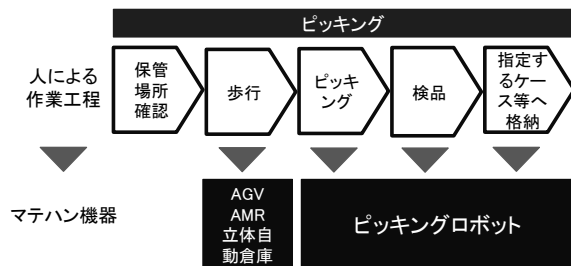 ピッキング
人による
作業工程
保管
場所
確認
歩行
ピッ
キン
グ
検品
指定す
るケー
ス等へ
格納
マテハン機器
AGV
AMR
立体自
動倉庫
ピッキングロボット